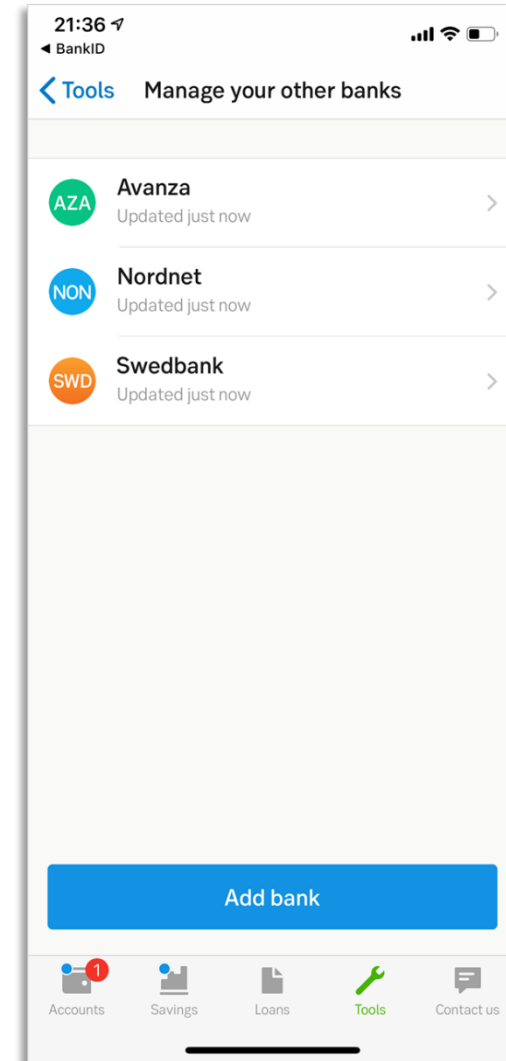 21:36
◀ BankID
Tools Manage your other banks
AZA
Avanza
Updated just now
NON
Nordnet
Updated just now
SWD
Swedbank
Updated just now
Add bank
1
Accounts Savings Loans Tools Contact us